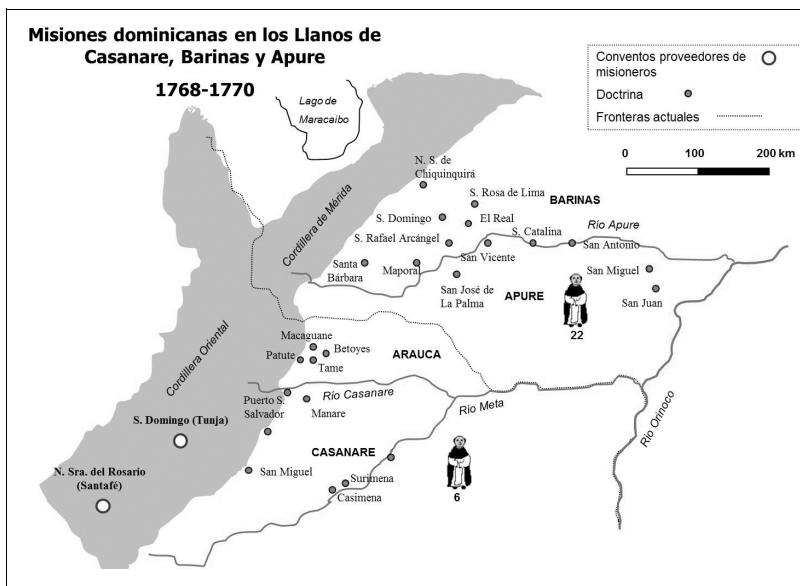 Misiones dominicanas en los Llanos de
Casanare, Barinas y Apure
1768-1770
Conventos proveedores de
misioneros
Doctrina
Fronteras actuales
0 100 200 km
Lago de
Maracaibo
Cordillera de Mérida
N. S. de
Chiquinquirá
S. Rosa de Lima
BARINAS
S. Domingo
El Real
S. Rafael Arcángel
S. Catalina
Río Apure
San Vicente
San Antonio
Santa
Bárbara
Maporal
San José de
La Palma
San Miguel
San Juan
APURE
22
Cordillera Oriental
Macaguane
Betoyes
Patute
Tame
ARAUCA
Puerto S.
Salvador
Manare
Río Casanare
Río Meta
Río Orinoco
S. Domingo (Tunja)
CASANARE
San Miguel
Surimena
Casimena
6
N. Sra. del Rosario
(Santafé)